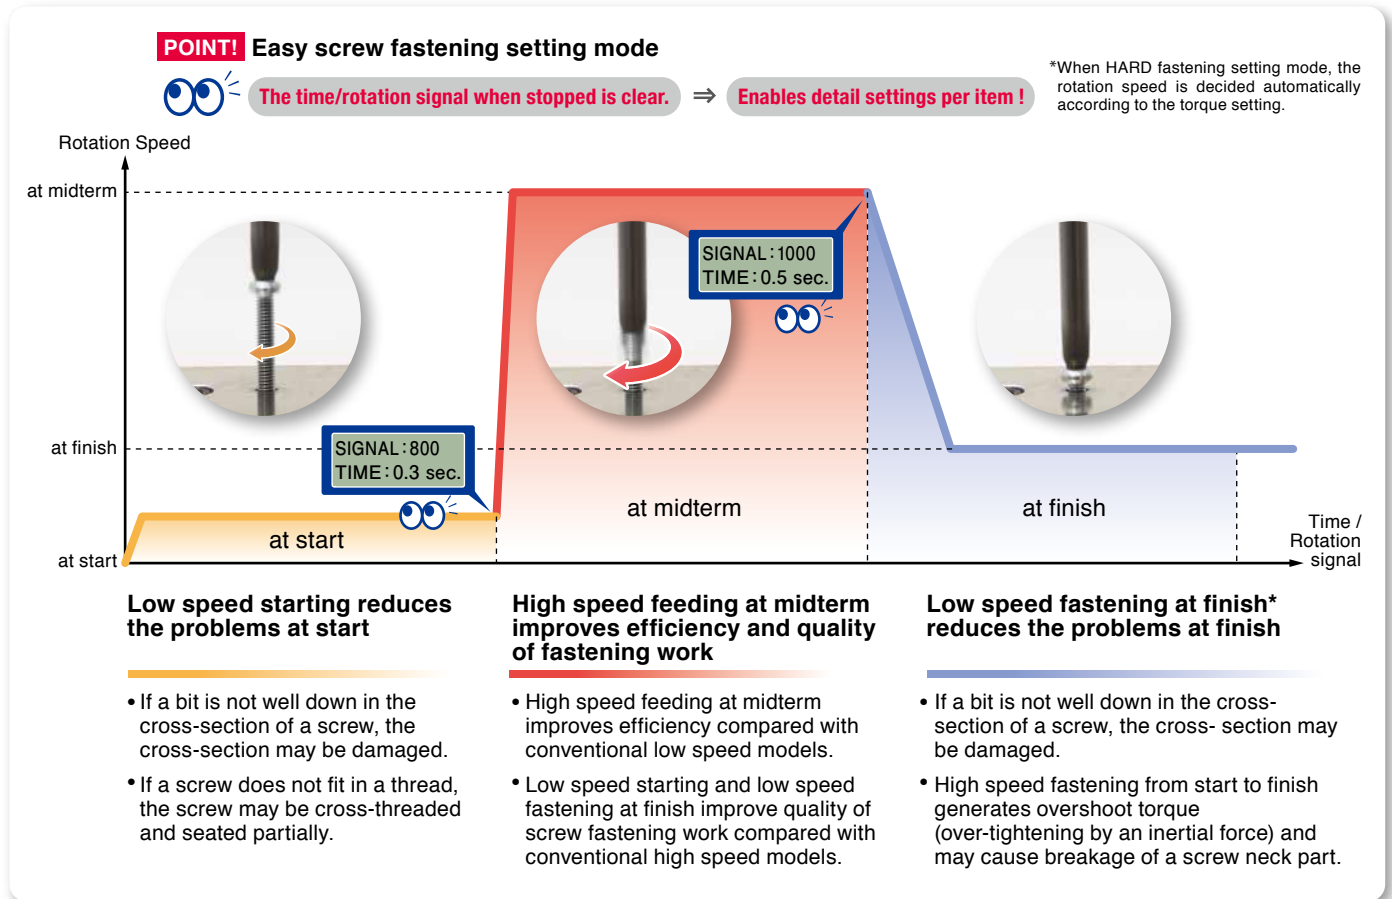 POINT! Easy screw fastening setting mode
The time/rotation signal when stopped is clear. ⇒ Enables detail settings per item !
*When HARD fastening setting mode, the
rotation speed is decided automatically
according to the torque setting.
Rotation Speed
at midterm
SIGNAL:1000
TIME:0.5 sec.
at finish
SIGNAL:800
TIME:0.3 sec.
at start
at midterm
at finish
at start
Time /
Rotation
signal
Low speed starting reduces
the problems at start
• If a bit is not well down in the
cross-section of a screw, the
cross-section may be damaged.
• If a screw does not fit in a thread,
the screw may be cross-threaded
and seated partially.
High speed feeding at midterm
improves efficiency and quality
of fastening work
• High speed feeding at midterm
improves efficiency compared with
conventional low speed models.
• Low speed starting and low speed
fastening at finish improve quality of
screw fastening work compared with
conventional high speed models.
Low speed fastening at finish*
reduces the problems at finish
• If a bit is not well down in the cross-
section of a screw, the cross- section may
be damaged.
• High speed fastening from start to finish
generates overshoot torque
(over-tightening by an inertial force) and
may cause breakage of a screw neck part.